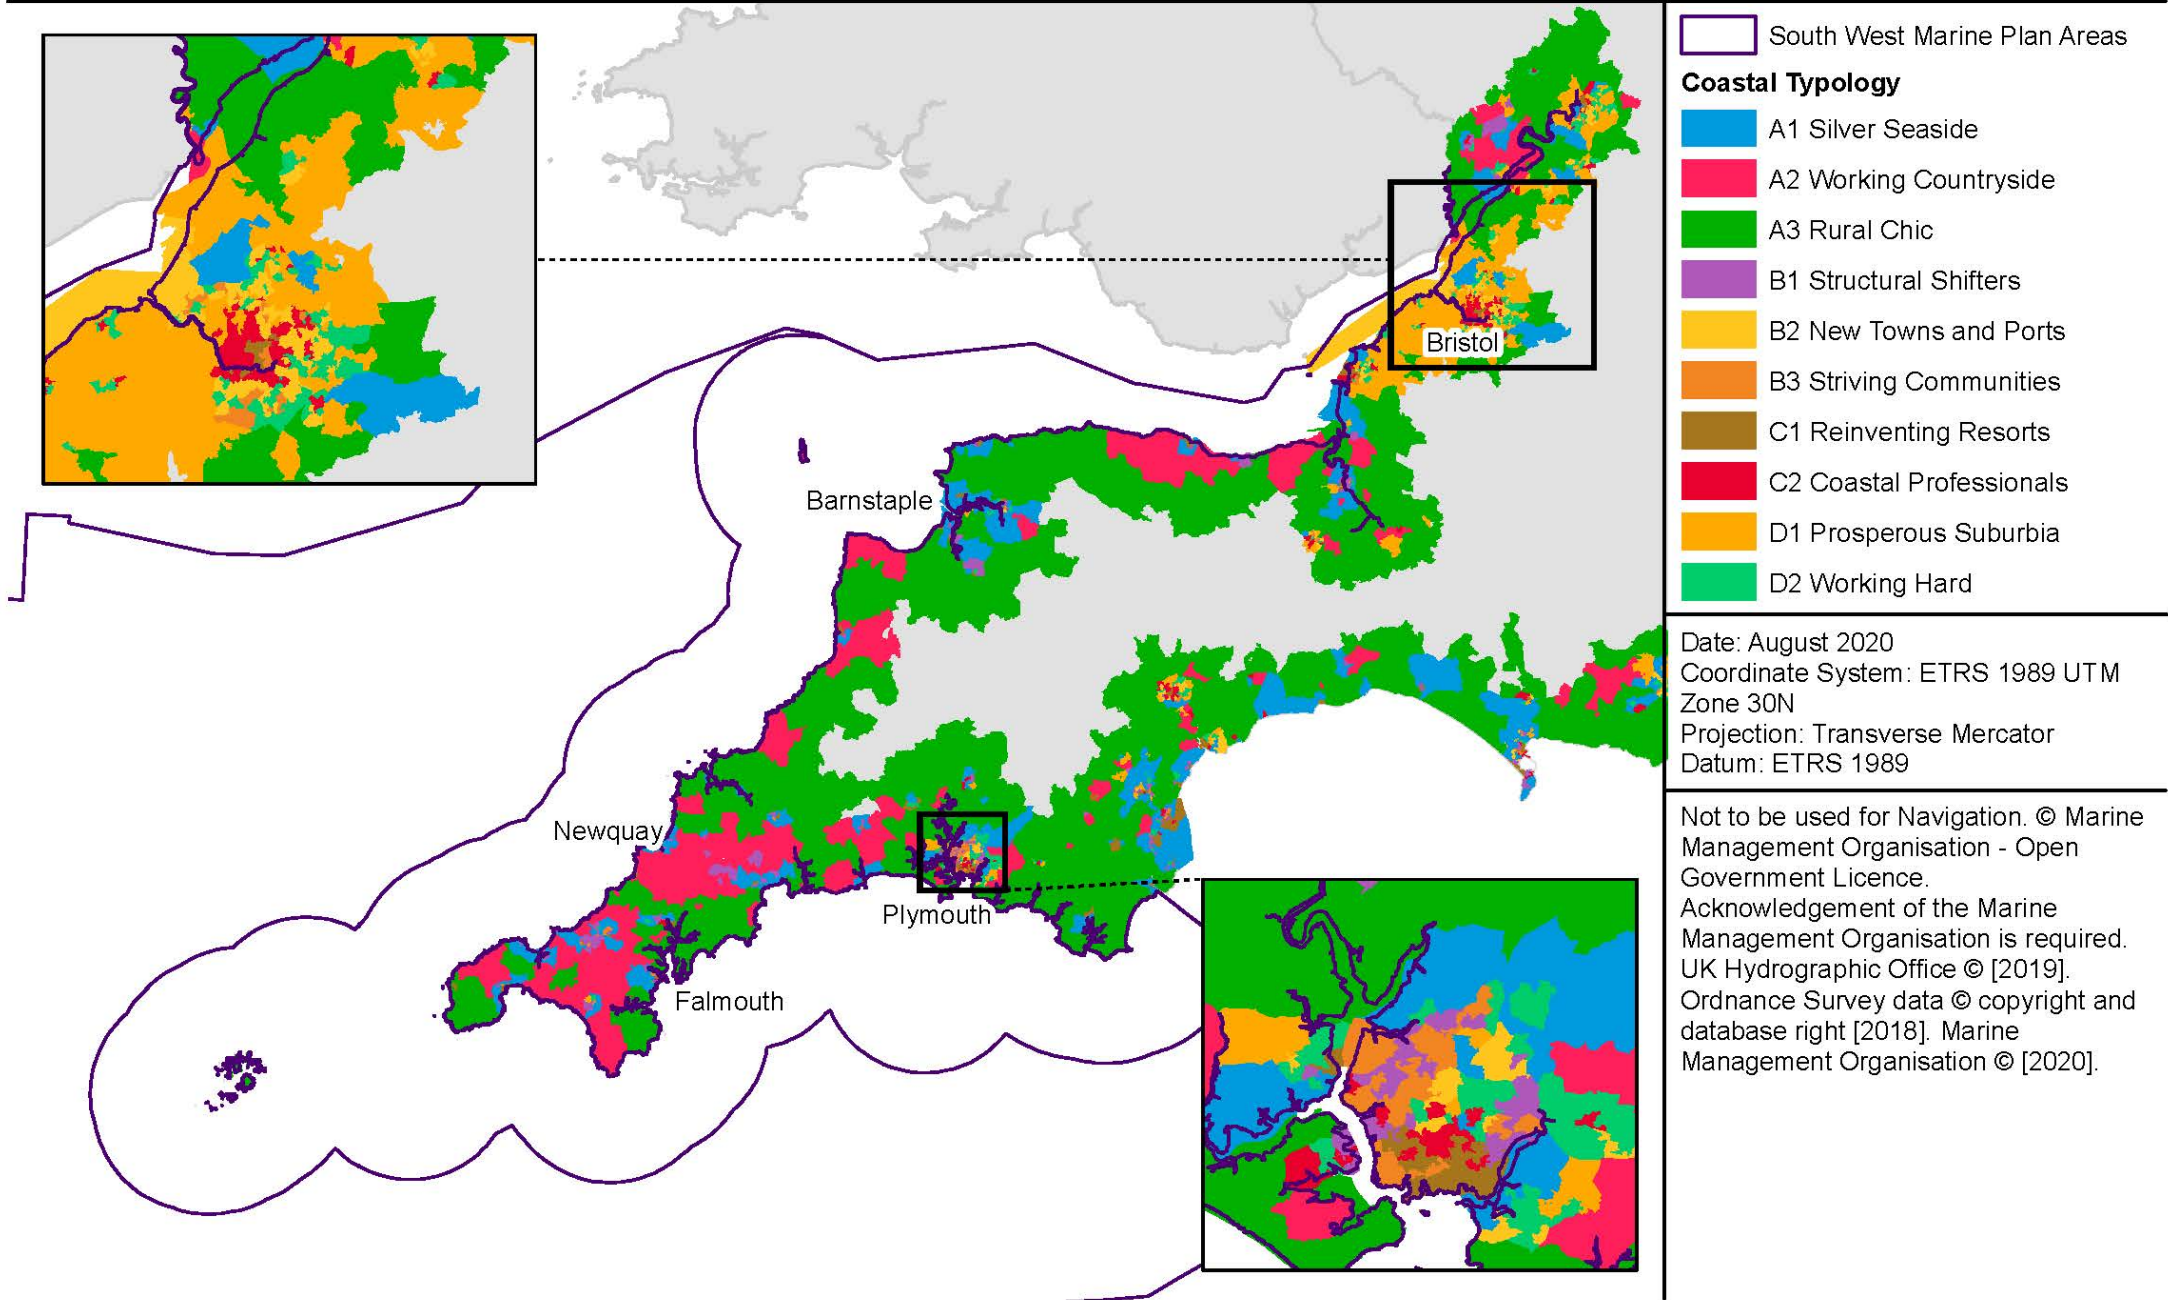 South West Marine Plan Areas
Coastal Typology
A1 Silver Seaside
A2 Working Countryside
A3 Rural Chic
B1 Structural Shifters
B2 New Towns and Ports
B3 Striving Communities
C1 Reinventing Resorts
C2 Coastal Professionals
D1 Prosperous Suburbia
D2 Working Hard
Date: August 2020
Coordinate System: ETRS 1989 UTM
Zone 30N
Projection: Transverse Mercator
Datum: ETRS 1989
Not to be used for Navigation. © Marine
Management Organisation - Open
Government Licence.
Acknowledgement of the Marine
Management Organisation is required.
UK Hydrographic Office © [2019].
Ordnance Survey data © copyright and
database right [2018]. Marine
Management Organisation © [2020].
Bristol
Barnstaple
Newquay
Plymouth
Falmouth